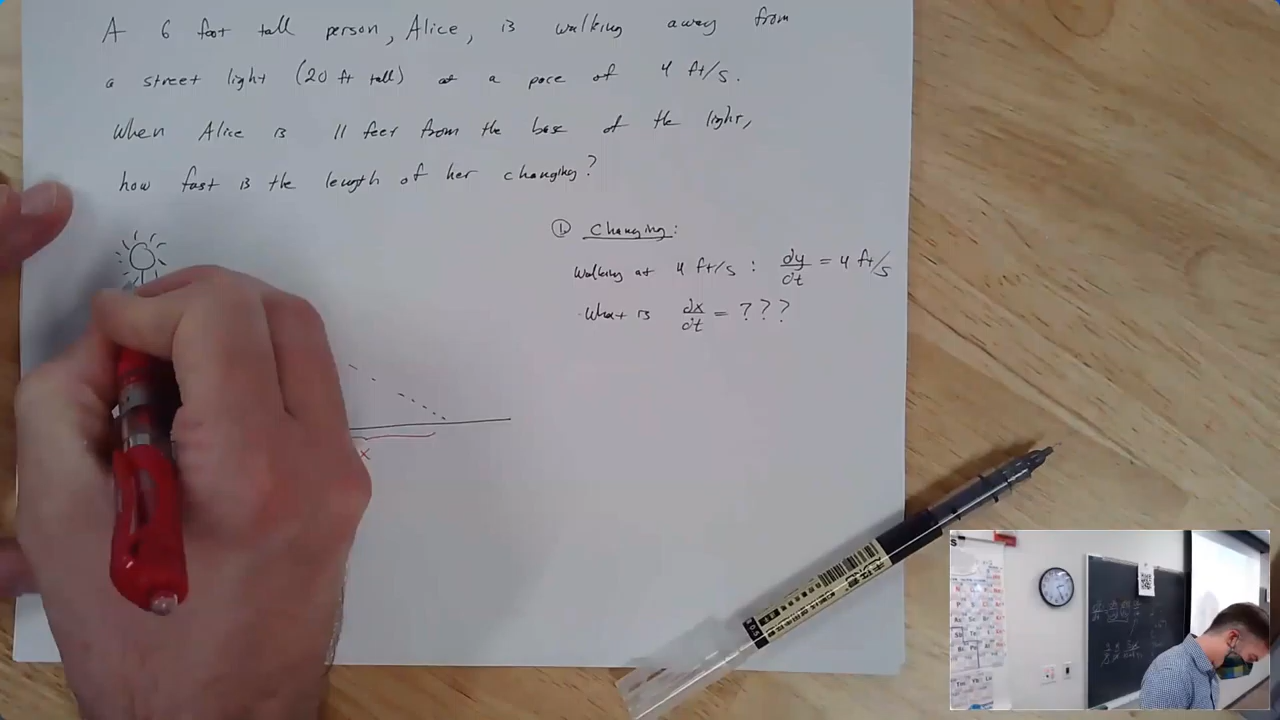 A 6 foot tall person, Alice, is walking away from
a street light (20 ft tall) at a pace of 4 ft/s.
When Alice is 11 feet from the base of the light,
how fast is the length of her changing?
① Changing:
Walking at 4 ft/s : dy/dt = 4 ft/s
· What is dx/dt = ???
x